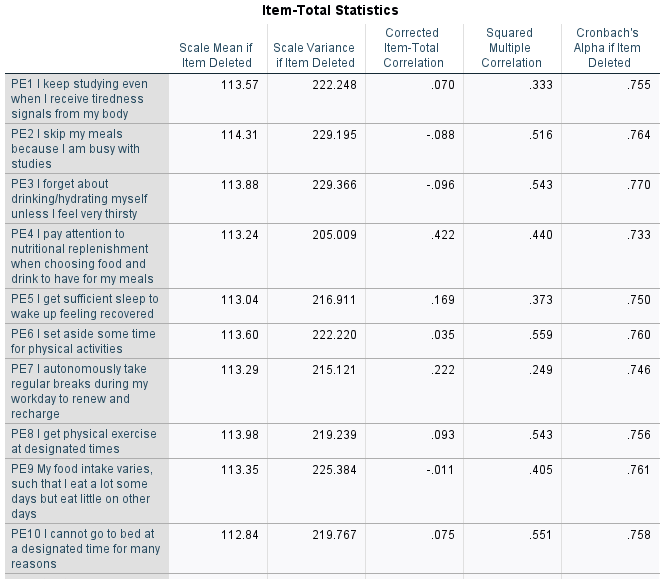 Item-Total Statistics
Scale Mean if Item Deleted	Scale Variance if Item Deleted	Corrected Item-Total Correlation	Squared Multiple Correlation	Cronbach's Alpha if Item Deleted
PE1 I keep studying even	113.57	222.248	.070	.333	.755
when I receive tiredness
signals from my body
PE2 I skip my meals	114.31	229.195	-.088	.516	.764
because I am busy with
studies
PE3 I forget about	113.88	229.366	-.096	.543	.770
drinking/hydrating myself
unless I feel very thirsty
PE4 I pay attention to	113.24	205.009	.422	.440	.733
nutritional replenishment
when choosing food and
drink to have for my meals
PE5 I get sufficient sleep to	113.04	216.911	.169	.373	.750
wake up feeling recovered
PE6 I set aside some time	113.60	222.220	.035	.559	.760
for physical activities
PE7 I autonomously take	113.29	215.121	.222	.249	.746
regular breaks during my
workday to renew and
recharge
PE8 I get physical exercise	113.98	219.239	.093	.543	.756
at designated times
PE9 My food intake varies,	113.35	225.384	-.011	.405	.761
such that I eat a lot some
days but eat little on other
days
PE10 I cannot go to bed at	112.84	219.767	.075	.551	.758
a designated time for many
reasons